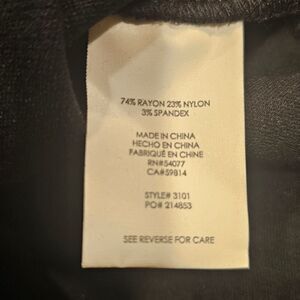 74% RAYON 23% NYLON
3% SPANDEX
MADE IN CHINA
HECHO EN CHINA
FABRIQUÉ EN CHINE
RN#54077
CA#59814
STYLE# 3101
PO# 214853
SEE REVERSE FOR CARE